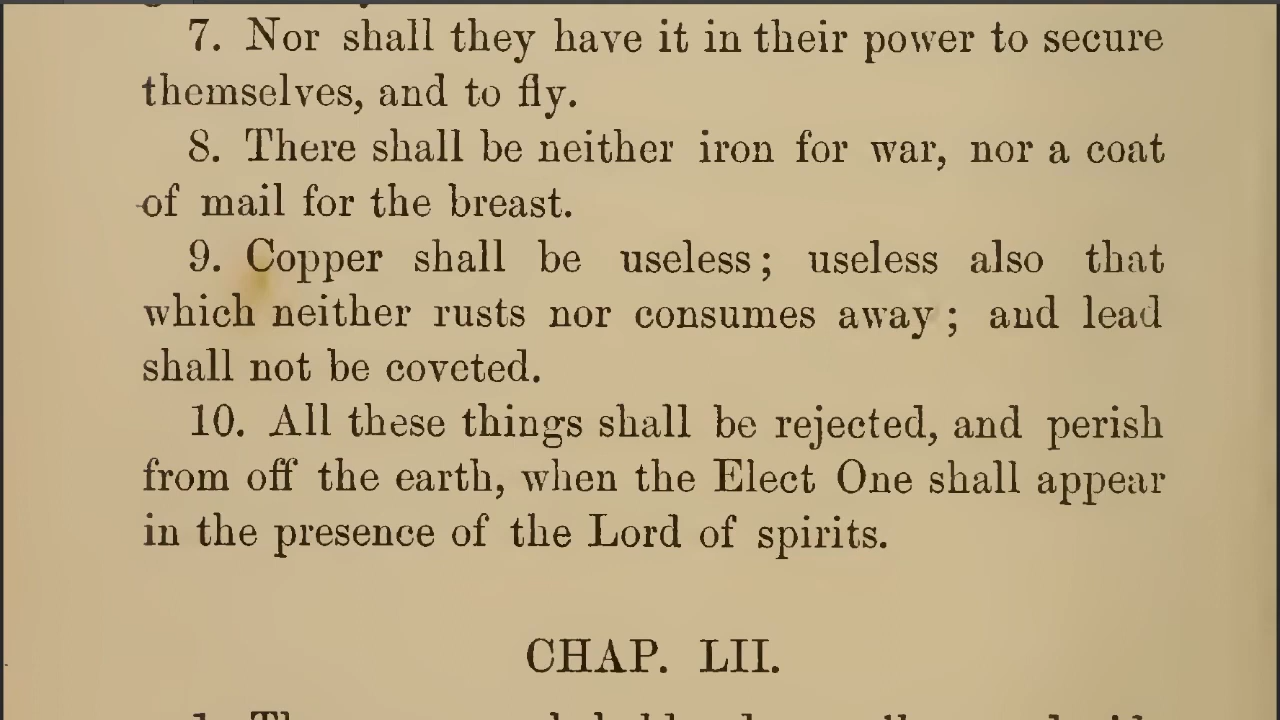 7. Nor shall they have it in their power to secure
themselves, and to fly.
8. There shall be neither iron for war, nor a coat
of mail for the breast.
9. Copper shall be useless; useless also that
which neither rusts nor consumes away; and lead
shall not be coveted.
10. All these things shall be rejected, and perish
from off the earth, when the Elect One shall appear
in the presence of the Lord of spirits.
CHAP. LII.